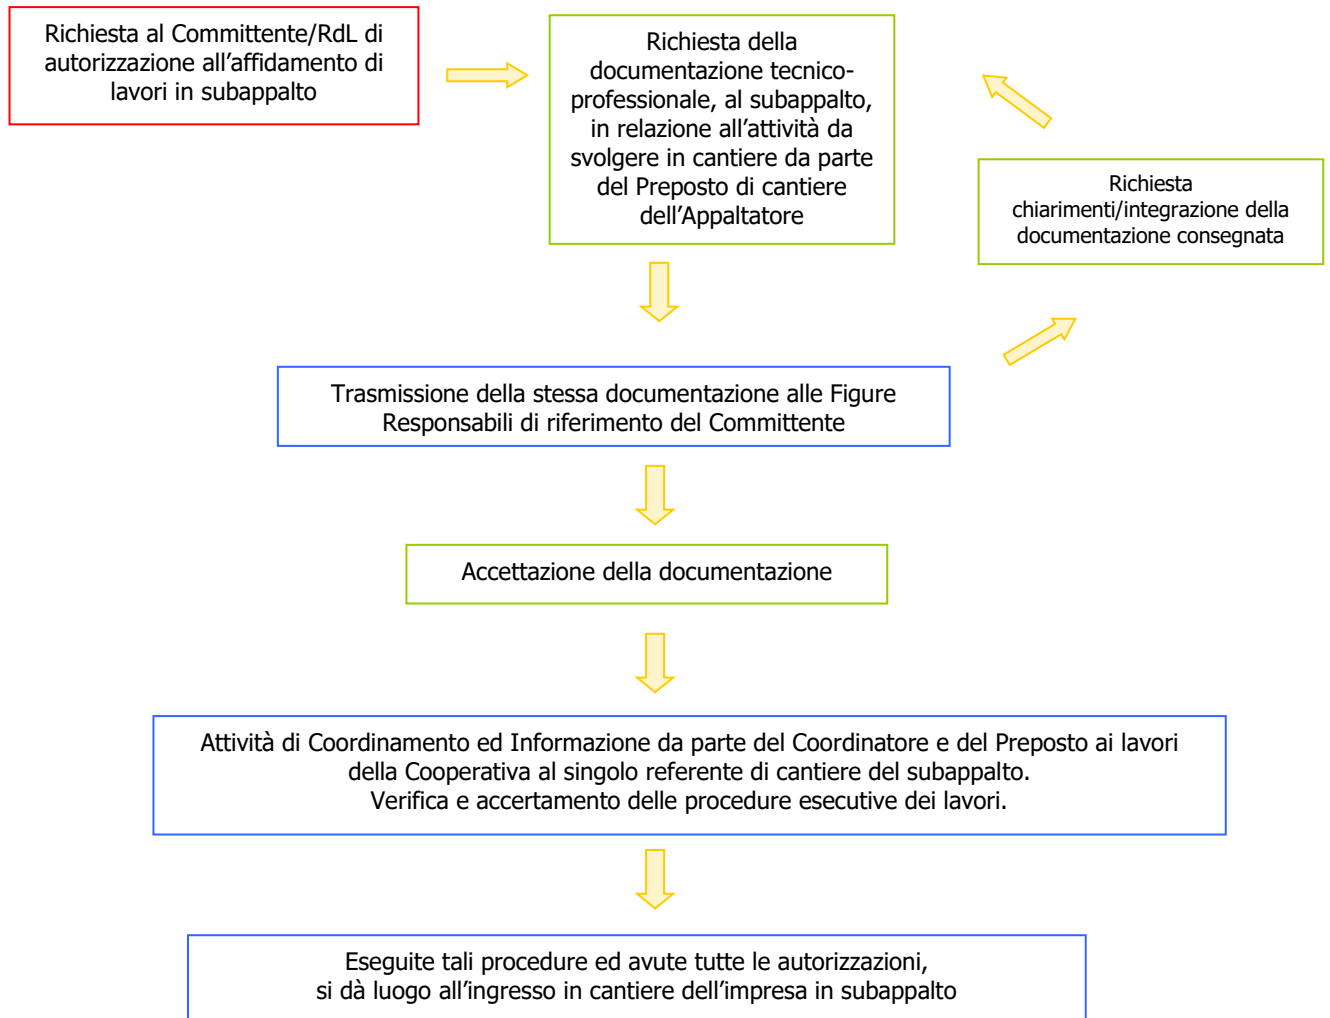 Richiesta al Committente/RdL di
autorizzazione all’affidamento di
lavori in subappalto
Richiesta della
documentazione tecnico-
professionale, al subappalto,
in relazione all’attività da
svolgere in cantiere da parte
del Preposto di cantiere
dell’Appaltatore
Richiesta
chiarimenti/integrazione della
documentazione consegnata
Trasmissione della stessa documentazione alle Figure
Responsabili di riferimento del Committente
Accettazione della documentazione
Attività di Coordinamento ed Informazione da parte del Coordinatore e del Preposto ai lavori
della Cooperativa al singolo referente di cantiere del subappalto.
Verifica e accertamento delle procedure esecutive dei lavori.
Eseguite tali procedure ed avute tutte le autorizzazioni,
si dà luogo all’ingresso in cantiere dell’impresa in subappalto